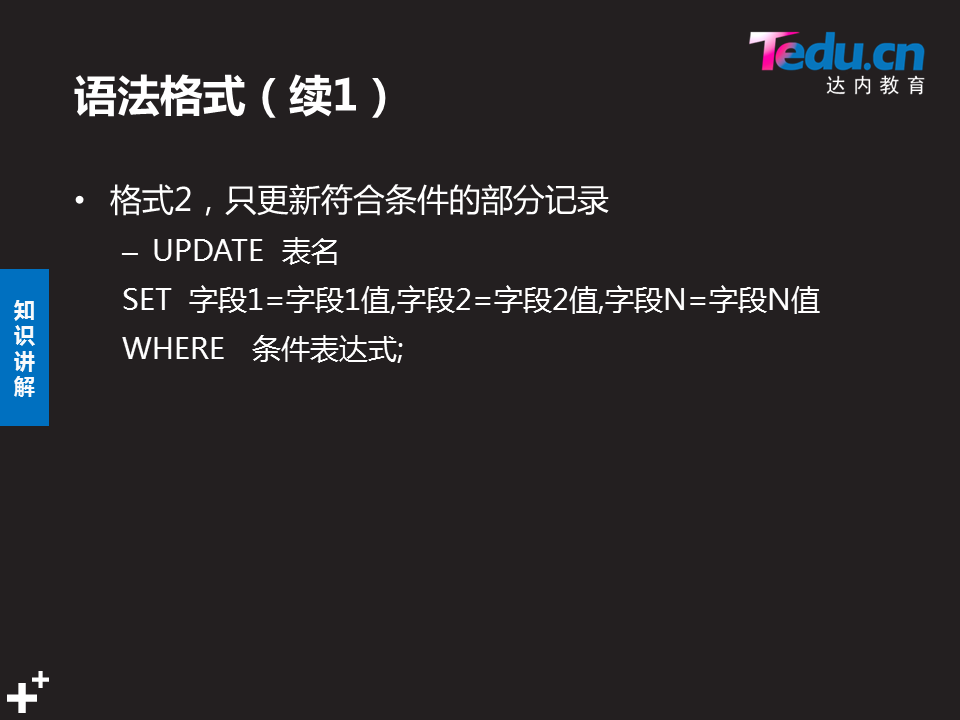 Tedu.cn
达内教育
语法格式（续1）
• 格式2，只更新符合条件的部分记录
– UPDATE 表名
SET 字段1=字段1值,字段2=字段2值,字段N=字段N值
WHERE 条件表达式;
知识讲解